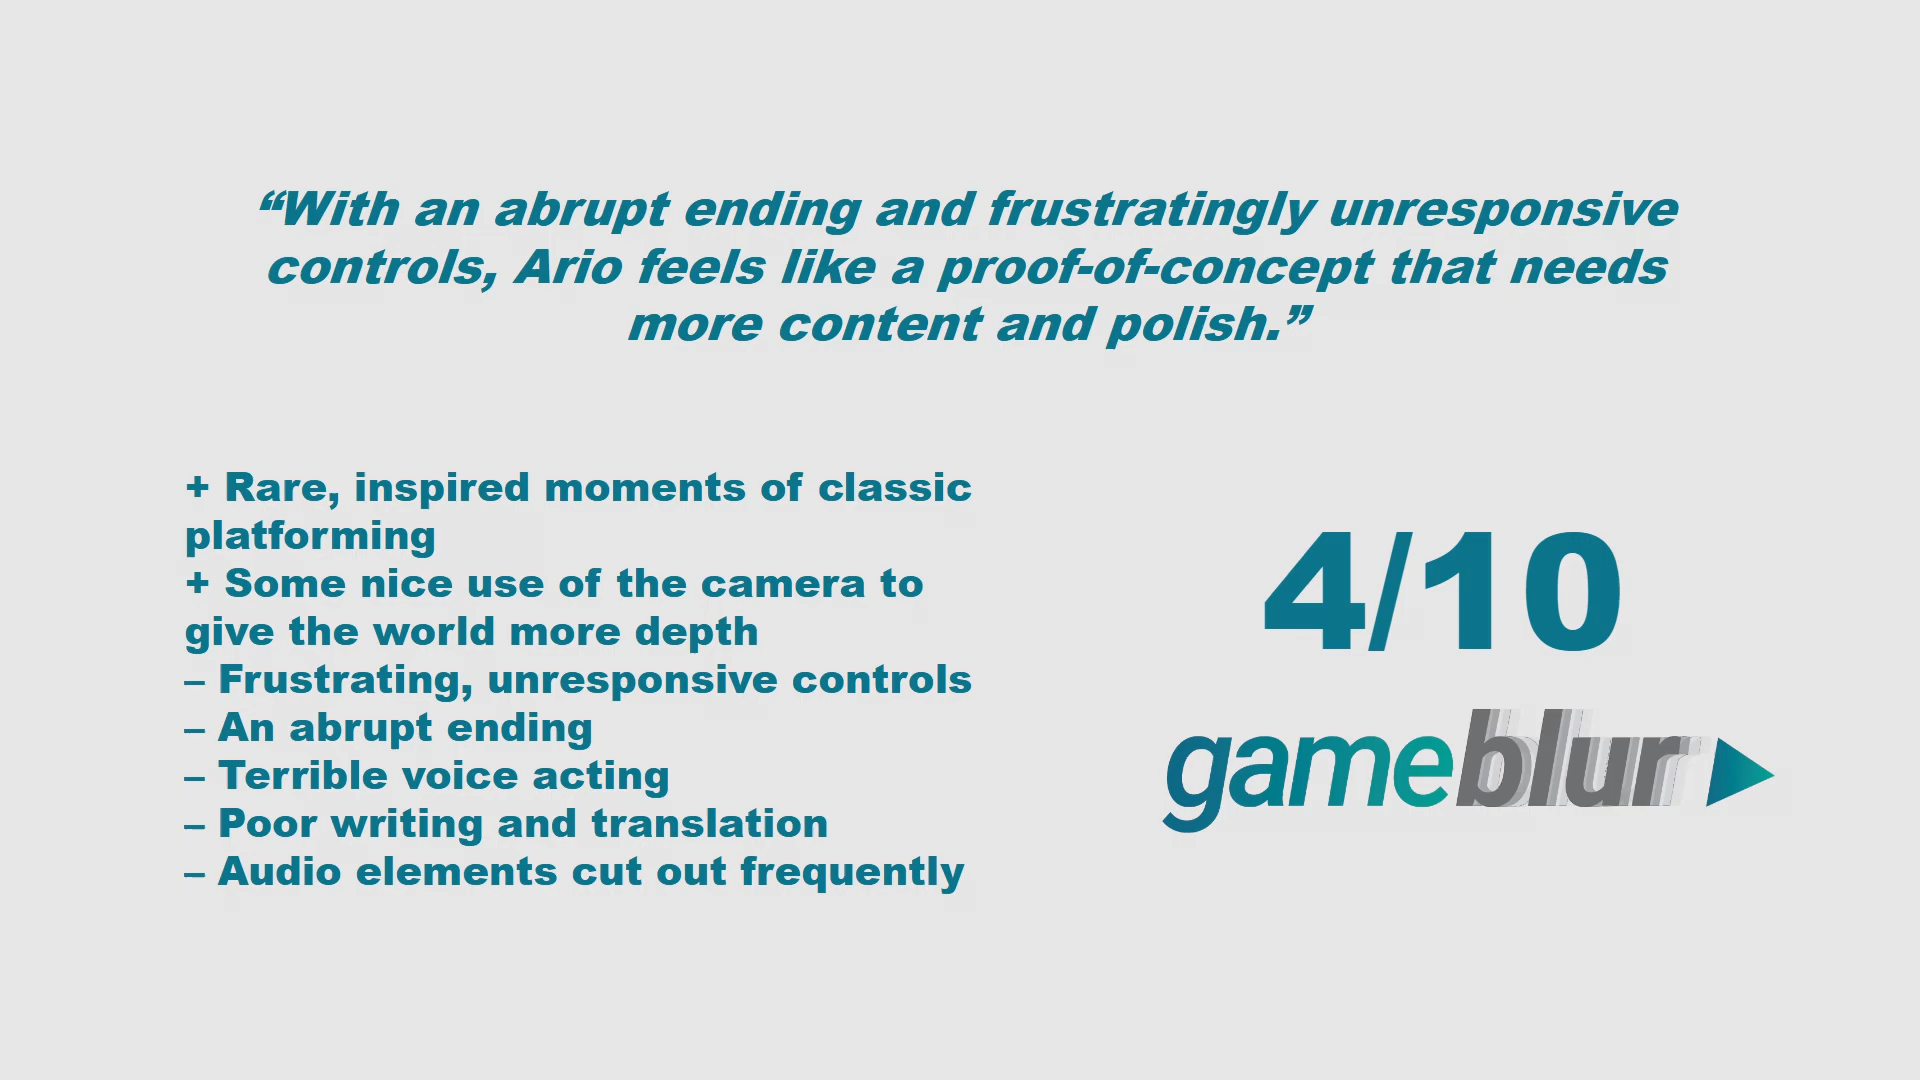 “With an abrupt ending and frustratingly unresponsive
controls, Ario feels like a proof-of-concept that needs
more content and polish.”
+ Rare, inspired moments of classic
platforming
+ Some nice use of the camera to
give the world more depth
– Frustrating, unresponsive controls
– An abrupt ending
– Terrible voice acting
– Poor writing and translation
– Audio elements cut out frequently
4/10
gameblur